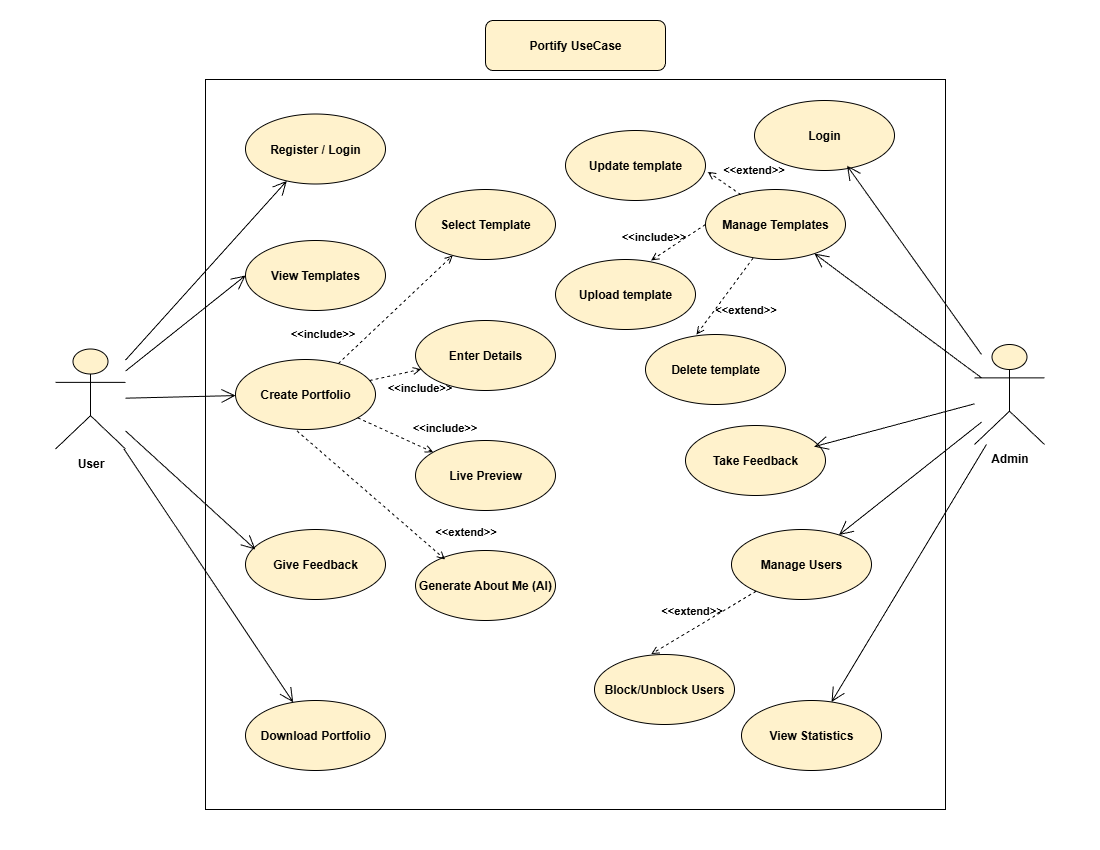 Portify UseCase
Register / Login
Login
Update template
<<extend>>
Select Template
Manage Templates
<<include>>
View Templates
Upload template
<<extend>>
<<include>>
Enter Details
Delete template
<<include>>
Create Portfolio
<<include>>
User
Admin
Take Feedback
Live Preview
<<extend>>
Give Feedback
Manage Users
Generate About Me (AI)
<<extend>>
Block/Unblock Users
Download Portfolio
View Statistics